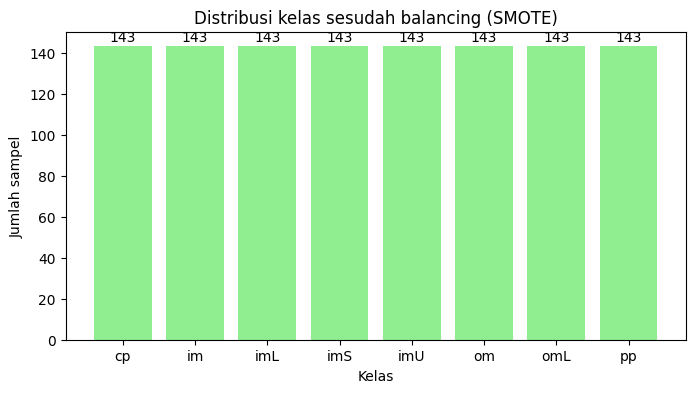 Distribusi kelas sesudah balancing (SMOTE)
143 143 143 143 143 143 143 143
140
120
100
80
60
40
20
0
Jumlah sampel
cp im imL imS imU om omL pp
Kelas